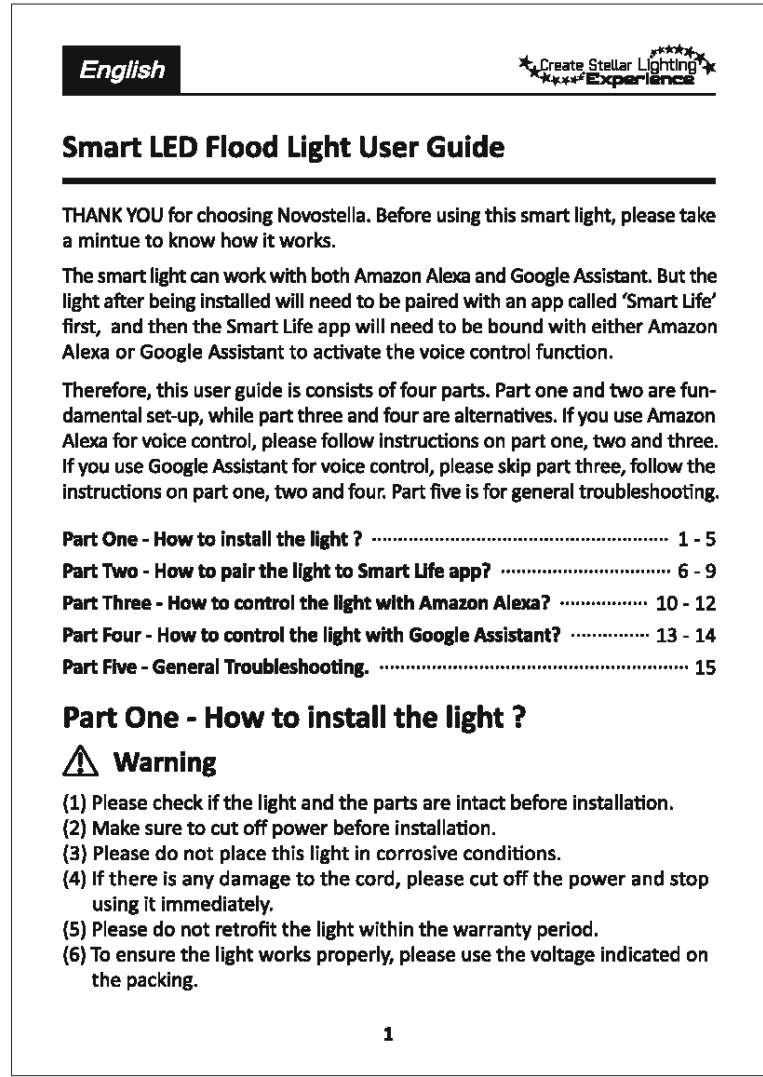 English
Create Stellar Lighting
Experience
Smart LED Flood Light User Guide
THANK YOU for choosing Novostella. Before using this smart light, please take
a mintue to know how it works.
The smart light can work with both Amazon Alexa and Google Assistant. But the
light after being installed will need to be paired with an app called ‘Smart Life’
first, and then the Smart Life app will need to be bound with either Amazon
Alexa or Google Assistant to activate the voice control function.
Therefore, this user guide is consists of four parts. Part one and two are fun-
damental set-up, while part three and four are alternatives. If you use Amazon
Alexa for voice control, please follow instructions on part one, two and three.
If you use Google Assistant for voice control, please skip part three, follow the
instructions on part one, two and four. Part five is for general troubleshooting.
Part One - How to install the light ? ........................................................ 1 - 5
Part Two - How to pair the light to Smart Life app? ................................ 6 - 9
Part Three - How to control the light with Amazon Alexa? ................. 10 - 12
Part Four - How to control the light with Google Assistant? ............... 13 - 14
Part Five - General Troubleshooting. .......................................................... 15
Part One - How to install the light ?
Warning
(1) Please check if the light and the parts are intact before installation.
(2) Make sure to cut off power before installation.
(3) Please do not place this light in corrosive conditions.
(4) If there is any damage to the cord, please cut off the power and stop
using it immediately.
(5) Please do not retrofit the light within the warranty period.
(6) To ensure the light works properly, please use the voltage indicated on
the packing.
1